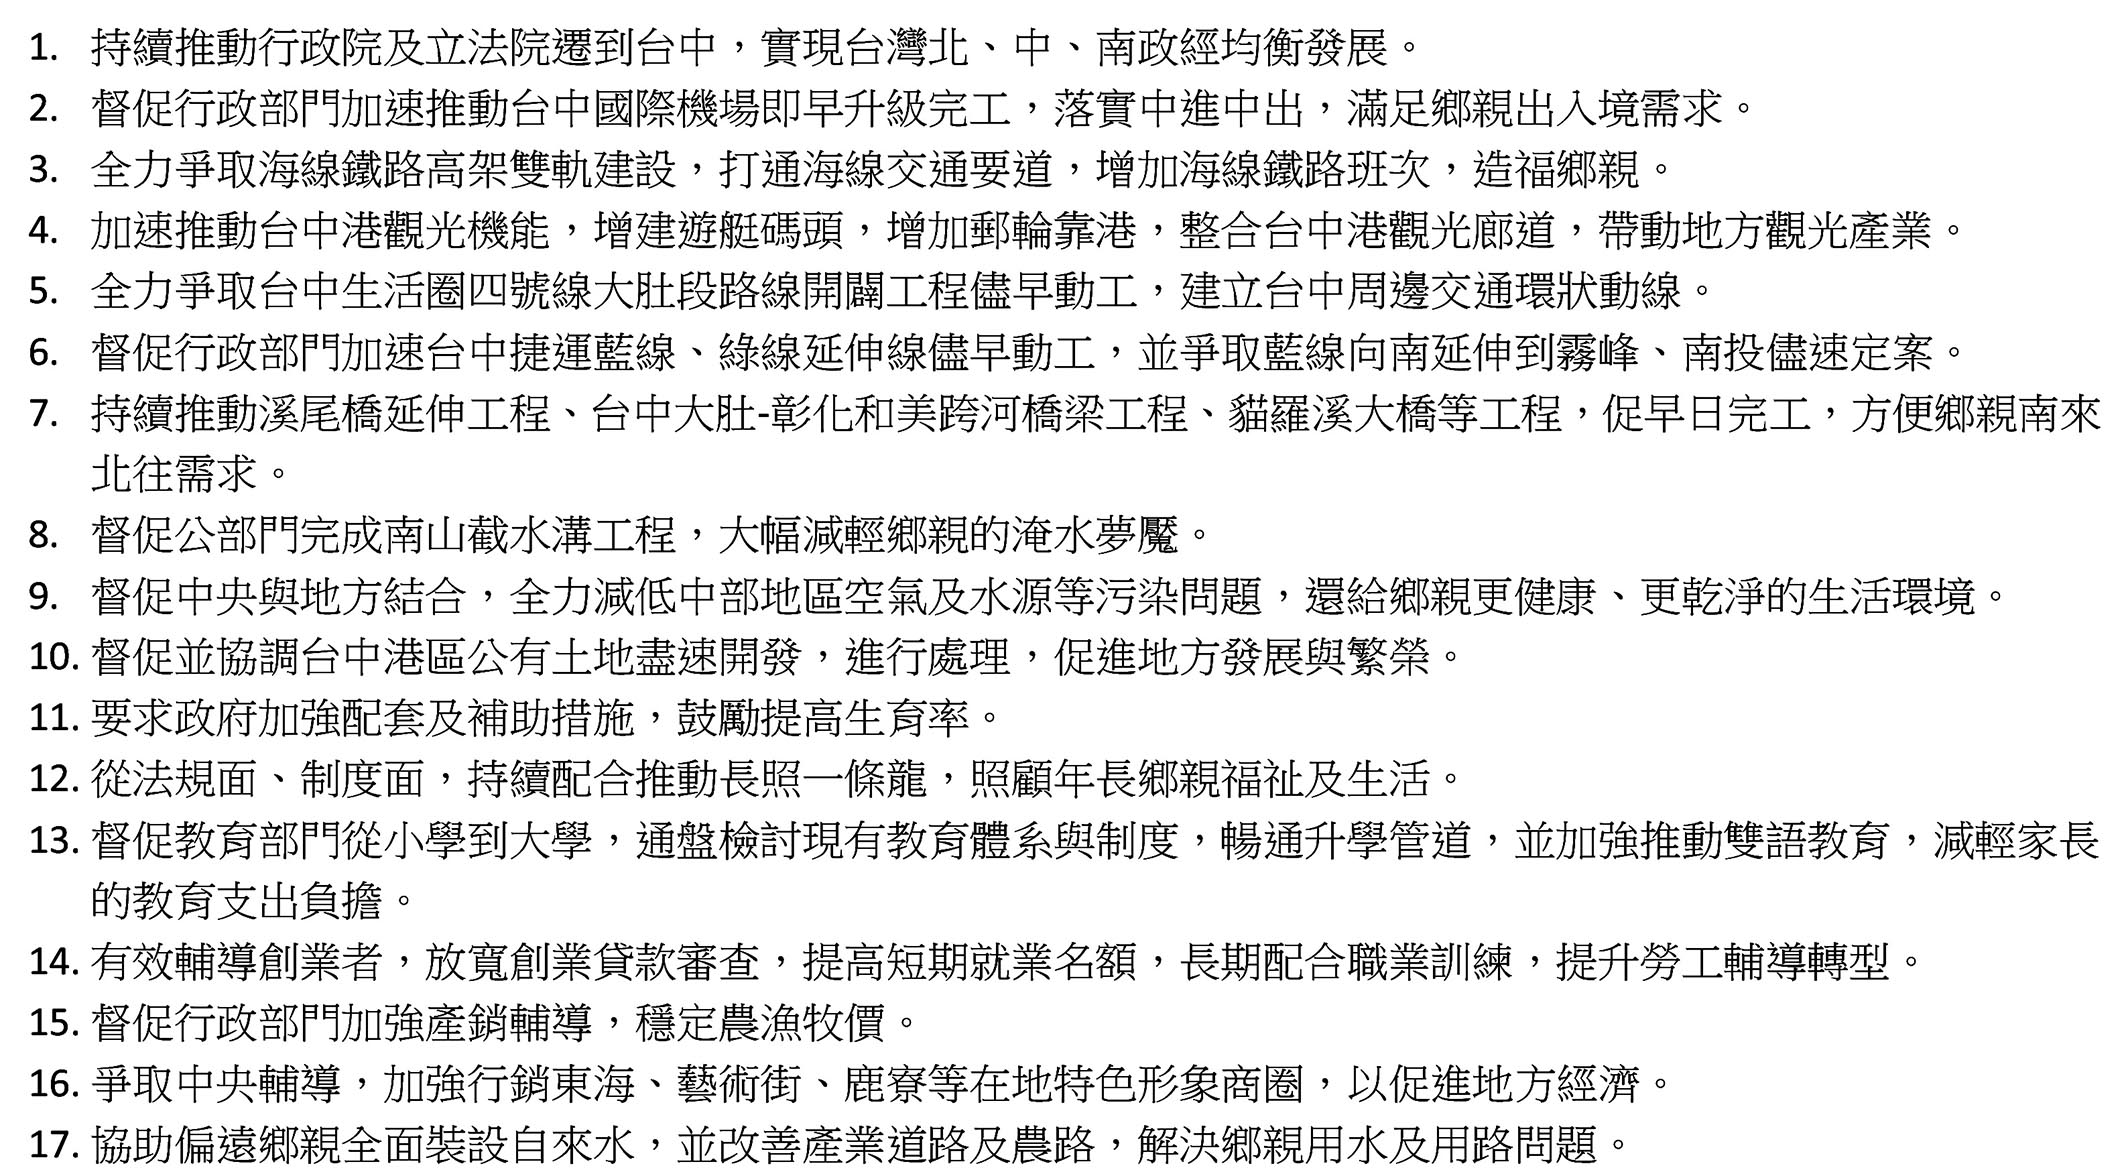 1. 持續推動行政院及立法院遷到台中，實現台灣北、中、南政經均衡發展。
2. 督促行政部門加速推動台中國際機場即早升級完工，落實中進中出，滿足鄉親出入境需求。
3. 全力爭取海線鐵路高架雙軌建設，打通海線交通要道，增加海線鐵路班次，造福鄉親。
4. 加速推動台中港觀光機能，增建遊艇碼頭，增加郵輪靠港，整合台中港觀光廊道，帶動地方觀光產業。
5. 全力爭取台中生活圈四號線大肚段路線開闢工程儘早動工，建立台中周邊交通環狀動線。
6. 督促行政部門加速台中捷運藍線、綠線延伸線儘早動工，並爭取藍線向南延伸到霧峰、南投儘速定案。
7. 持續推動溪尾橋延伸工程、台中大肚-彰化和美跨河橋梁工程、貓羅溪大橋等工程，促早日完工，方便鄉親南來
北往需求。
8. 督促公部門完成南山截水溝工程，大幅減輕鄉親的淹水夢魘。
9. 督促中央與地方結合，全力減低中部地區空氣及水源等污染問題，還給鄉親更健康、更乾淨的生活環境。
10. 督促並協調台中港區公有土地盡速開發，進行處理，促進地方發展與繁榮。
11. 要求政府加強配套及補助措施，鼓勵提高生育率。
12. 從法規面、制度面，持續配合推動長照一條龍，照顧年長鄉親福祉及生活。
13. 督促教育部門從小學到大學，通盤檢討現有教育體系與制度，暢通升學管道，並加強推動雙語教育，減輕家長
的教育支出負擔。
14. 有效輔導創業者，放寬創業貸款審查，提高短期就業名額，長期配合職業訓練，提升勞工輔導轉型。
15. 督促行政部門加強產銷輔導，穩定農漁牧價。
16. 爭取中央輔導，加強行銷東海、藝術街、鹿寮等在地特色形象商圈，以促進地方經濟。
17. 協助偏遠鄉親全面裝設自來水，並改善產業道路及農路，解決鄉親用水及用路問題。